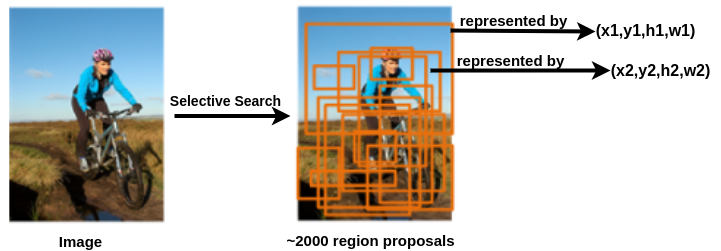 represented by
(x1,y1,h1,w1)
represented by
(x2,y2,h2,w2)
Selective Search
Image
~2000 region proposals